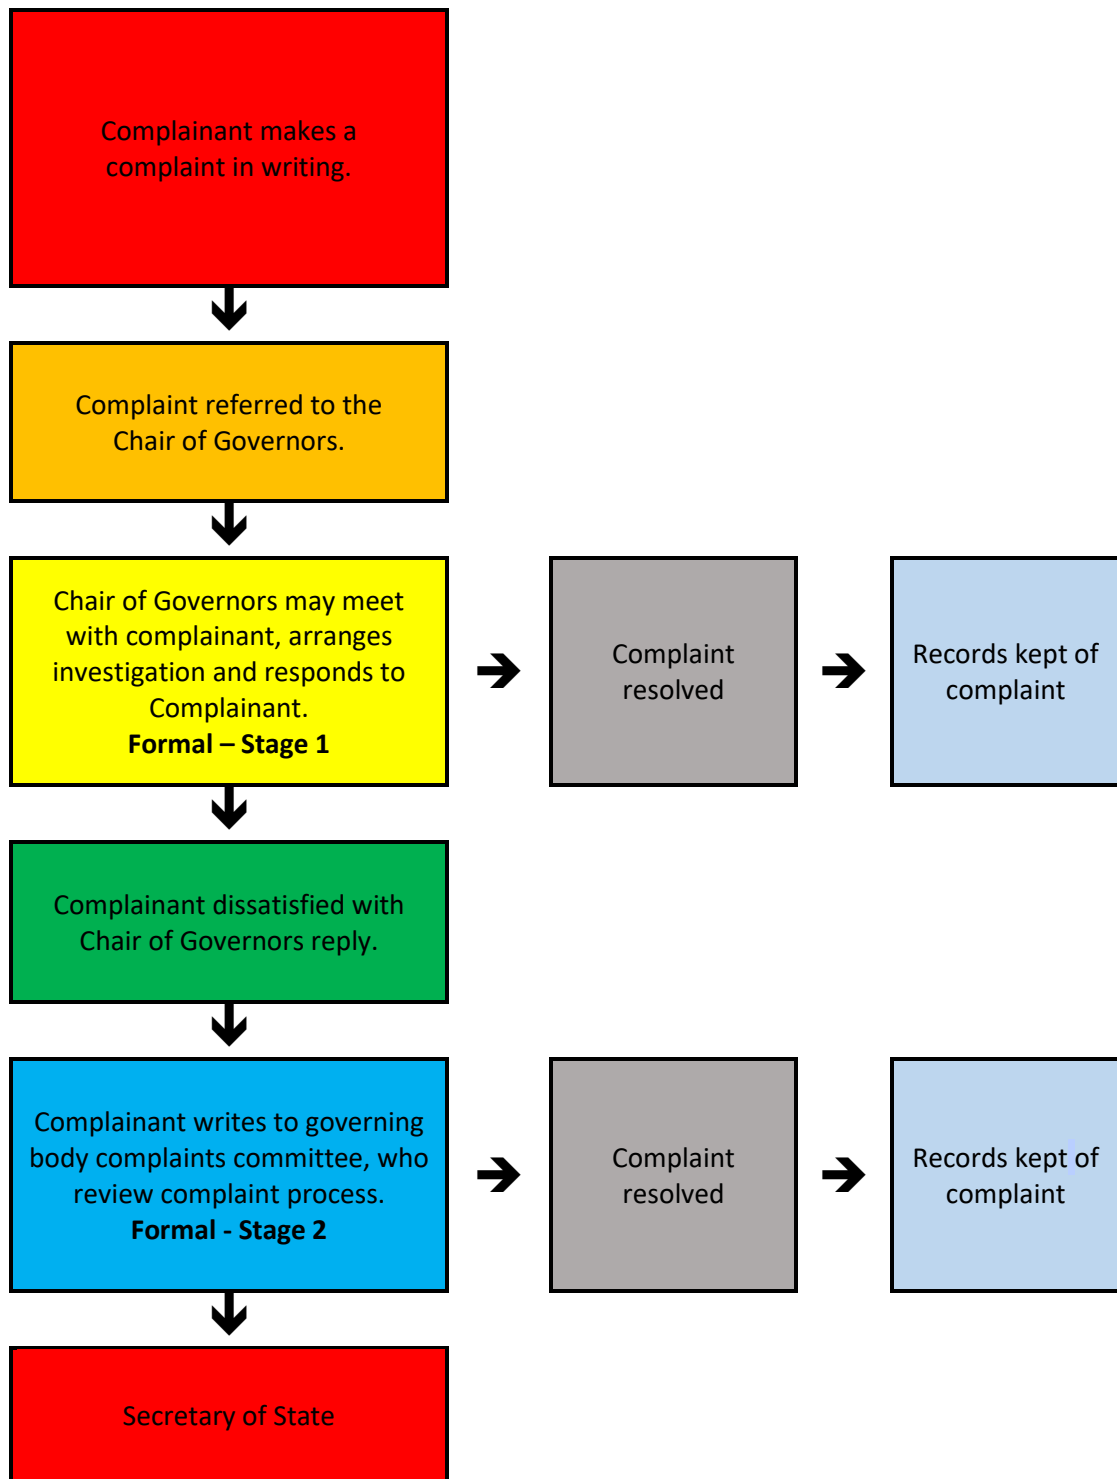 Complainant makes a
complaint in writing.
Complaint referred to the
Chair of Governors.
Chair of Governors may meet
with complainant, arranges
investigation and responds to
Complainant.
Formal – Stage 1
Complaint
resolved
Records kept of
complaint
Complainant dissatisfied with
Chair of Governors reply.
Complainant writes to governing
body complaints committee, who
review complaint process.
Formal - Stage 2
Complaint
resolved
Records kept of
complaint
Secretary of State